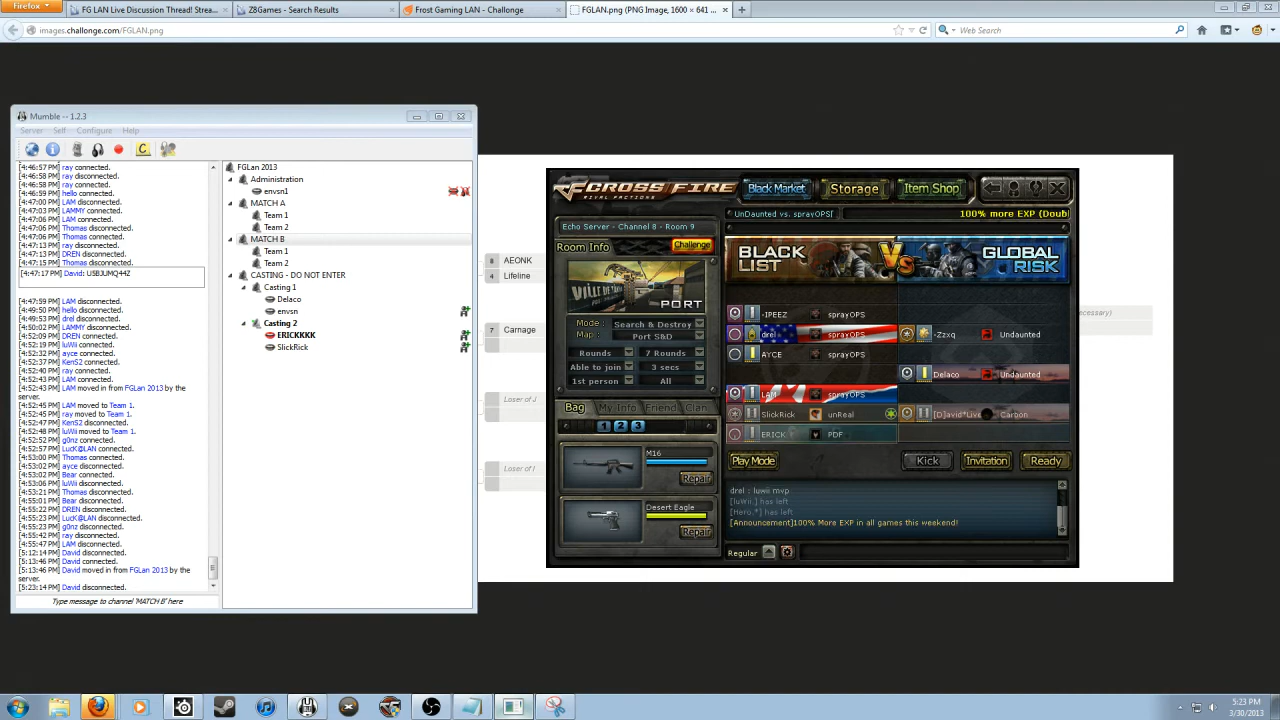 Firefox
FG LAN Live Discussion Thread! Strea...
Z8Games - Search Results
Frost Gaming LAN - Challonge
FGLAN.png (PNG Image, 1600 × 641 ...
images.challonge.com/FGLAN.png
Web Search
Mumble -- 1.2.3
Server Self Configure Help
[4:46:57 PM] ray connected.
[4:46:58 PM] ray disconnected.
[4:46:58 PM] ray connected.
[4:46:59 PM] hello connected.
[4:47:00 PM] LAM disconnected.
[4:47:03 PM] LAMMY connected.
[4:47:06 PM] LAM connected.
[4:47:06 PM] Thomas disconnected.
[4:47:06 PM] Thomas connected.
[4:47:13 PM] ray disconnected.
[4:47:13 PM] DREN connected.
[4:47:15 PM] Thomas disconnected.
[4:47:17 PM] David: USB3UMQ44Z
[4:47:59 PM] LAM disconnected.
[4:49:50 PM] hello disconnected.
[4:49:53 PM] drel disconnected.
[4:50:02 PM] LAMMY disconnected.
[4:52:09 PM] DREN connected.
[4:52:36 PM] luWii connected.
[4:52:37 PM] ayce connected.
[4:52:38 PM] KenS2 connected.
[4:52:40 PM] ray connected.
[4:52:43 PM] LAM connected.
[4:52:43 PM] LAM moved in from FGLan 2013 by the
server.
[4:52:45 PM] LAM moved to Team 1.
[4:52:45 PM] ray moved to Team 1.
[4:52:47 PM] KenS2 disconnected.
[4:52:48 PM] luWii moved to Team 1.
[4:52:52 PM] g0nz connected.
[4:52:57 PM] LucK@LAN connected.
[4:53:00 PM] Thomas connected.
[4:53:02 PM] ayce disconnected.
[4:53:02 PM] Bear connected.
[4:53:06 PM] luWii disconnected.
[4:53:21 PM] Thomas disconnected.
[4:55:01 PM] Bear disconnected.
[4:55:22 PM] DREN disconnected.
[4:55:23 PM] LucK@LAN disconnected.
[4:55:23 PM] g0nz disconnected.
[4:55:42 PM] ray disconnected.
[4:55:47 PM] LAM disconnected.
[5:12:14 PM] David connected.
[5:13:46 PM] David connected.
[5:13:46 PM] David moved in from FGLan 2013 by the
server.
[5:23:14 PM] David disconnected.
Type message to channel 'MATCH B' here
FGLan 2013
Administration
envsn1
MATCH A
Team 1
Team 2
MATCH B
Team 1
Team 2
CASTING - DO NOT ENTER
Casting 1
Delaco
envsn
Casting 2
ERICKKKK
SlickRick
8 AEONK
4 Lifeline
7 Carnage
Loser of J
Loser of I
CROSS FIRE
RIVAL FACTIONS
Black Market
Storage
Item Shop
UnDaunted vs. sprayOPS[
100% more EXP (Doub
Echo Server - Channel 8 - Room 9
Room Info
Challenge
PORT
Mode : Search & Destroy
Map : Port S&D
Rounds 7 Rounds
Able to join 3 secs
1st person All
Bag My Info Friend Clan
1 2 3
M16
Repair
Desert Eagle
Repair
BLACK LIST
Vs
GLOBAL RISK
-IPEEZ sprayOPS
drel sprayOPS
-Zzxq Undaunted
AYCE sprayOPS
Delaco Undaunted
LAM sprayOPS
SlickRick unReal
[D]avid*Live Carbon
ERICK PDF
Play Mode
Kick
Invitation
Ready
drel : luwii mvp
[luWii.] has left
[Hero.*] has left
[Announcement]100% More EXP in all games this weekend!
Regular
5:23 PM
3/30/2013